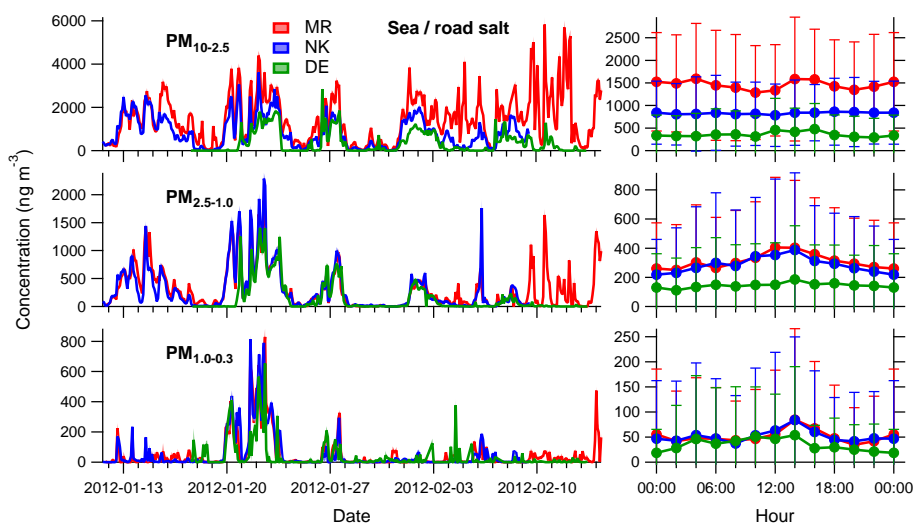 Sea / road salt
MR
NK
DE
PM10-2.5
6000
4000
2000
0
2500
2000
1500
1000
500
0
PM2.5-1.0
2000
1500
1000
500
0
800
600
400
200
0
PM1.0-0.3
800
600
400
200
0
250
200
150
100
50
0
Concentration (ng m-3)
2012-01-13 2012-01-20 2012-01-27 2012-02-03 2012-02-10
00:00 06:00 12:00 18:00 00:00
Date
Hour